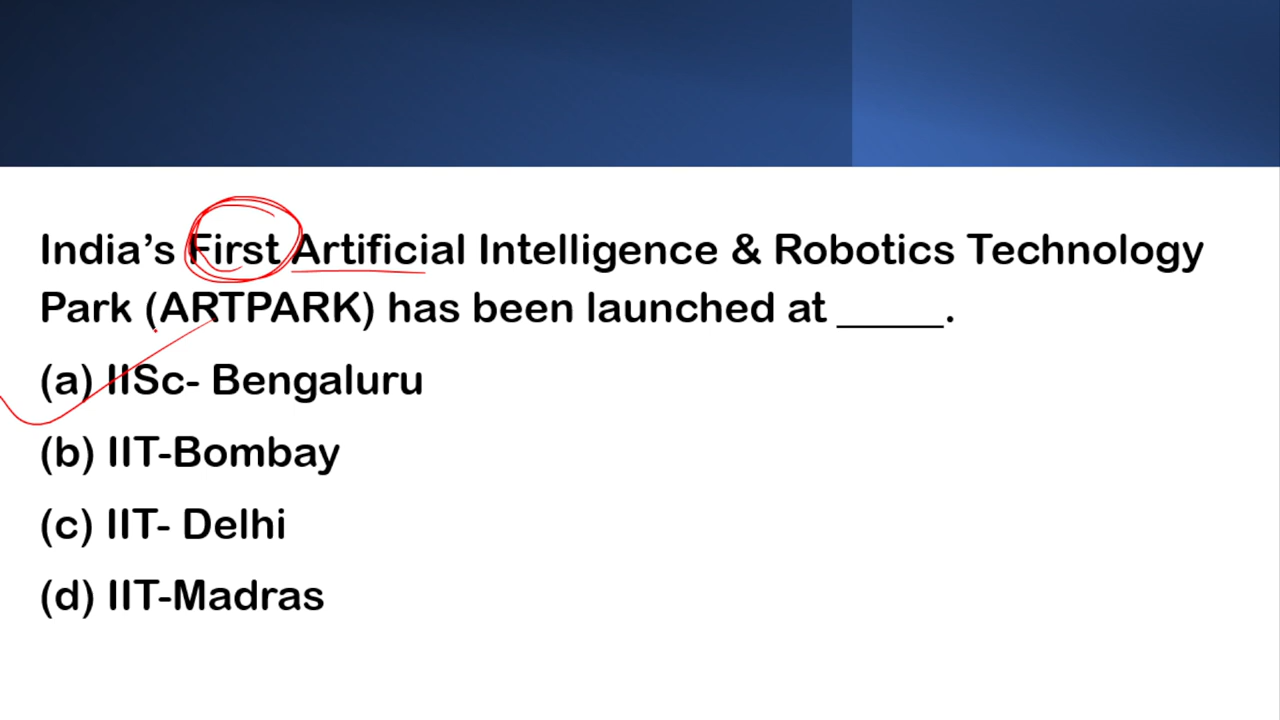 India’s First Artificial Intelligence & Robotics Technology
Park (ARTPARK) has been launched at _____.
(a) IISc- Bengaluru
(b) IIT-Bombay
(c) IIT- Delhi
(d) IIT-Madras